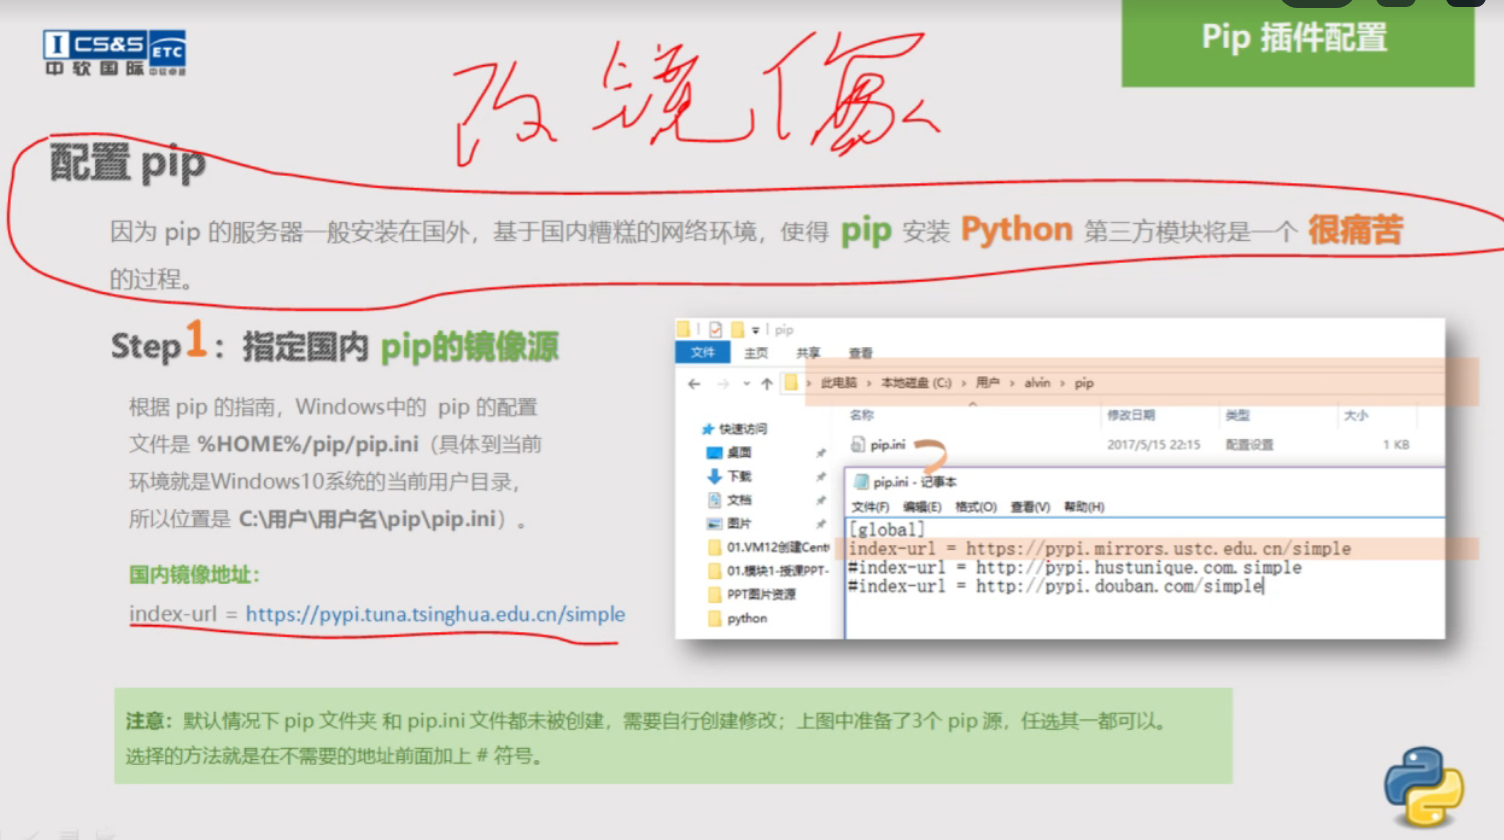 I CS&S ETC
中软国际
Pip 插件配置
改镜像
配置 pip
因为 pip 的服务器一般安装在国外，基于国内糟糕的网络环境，使得 pip 安装 Python 第三方模块将是一个 很痛苦
的过程。
Step1：指定国内 pip的镜像源
根据 pip 的指南，Windows中的 pip 的配置
文件是 %HOME%/pip/pip.ini（具体到当前
环境就是Windows10系统的当前用户目录，
所以位置是 C:\用户\用户名\pip\pip.ini）。
国内镜像地址：
index-url = https://pypi.tuna.tsinghua.edu.cn/simple
pip
文件 主页 共享 查看
此电脑 › 本地磁盘 (C:) › 用户 › alvin › pip
名称 修改日期 类型 大小
快速访问
桌面
下载
文档
图片
01.VM12创建Cent
01.模块1-授课PPT-
PPT图片资源
python
pip.ini 2017/5/15 22:15 配置设置 1 KB
pip.ini - 记事本
文件(F) 编辑(E) 格式(O) 查看(V) 帮助(H)
[global]
index-url = https://pypi.mirrors.ustc.edu.cn/simple
#index-url = http://pypi.hustunique.com.simple
#index-url = http://pypi.douban.com/simple
注意：默认情况下 pip 文件夹 和 pip.ini 文件都未被创建，需要自行创建修改；上图中准备了3个 pip 源，任选其一都可以。
选择的方法就是在不需要的地址前面加上 # 符号。